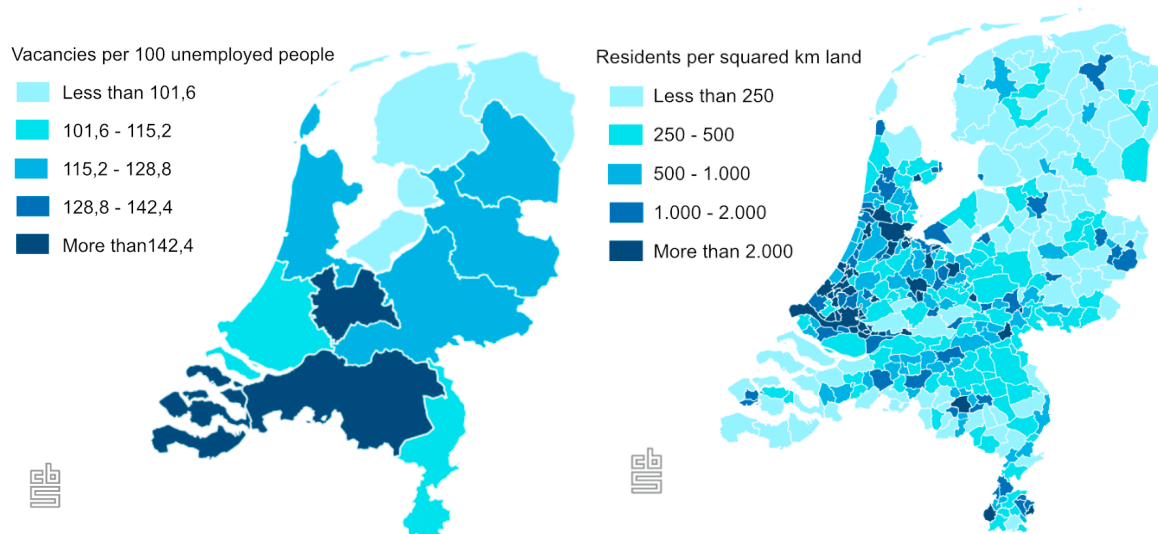 Vacancies per 100 unemployed people
Less than 101,6
101,6 - 115,2
115,2 - 128,8
128,8 - 142,4
More than142,4
cbs
Residents per squared km land
Less than 250
250 - 500
500 - 1.000
1.000 - 2.000
More than 2.000
cbs